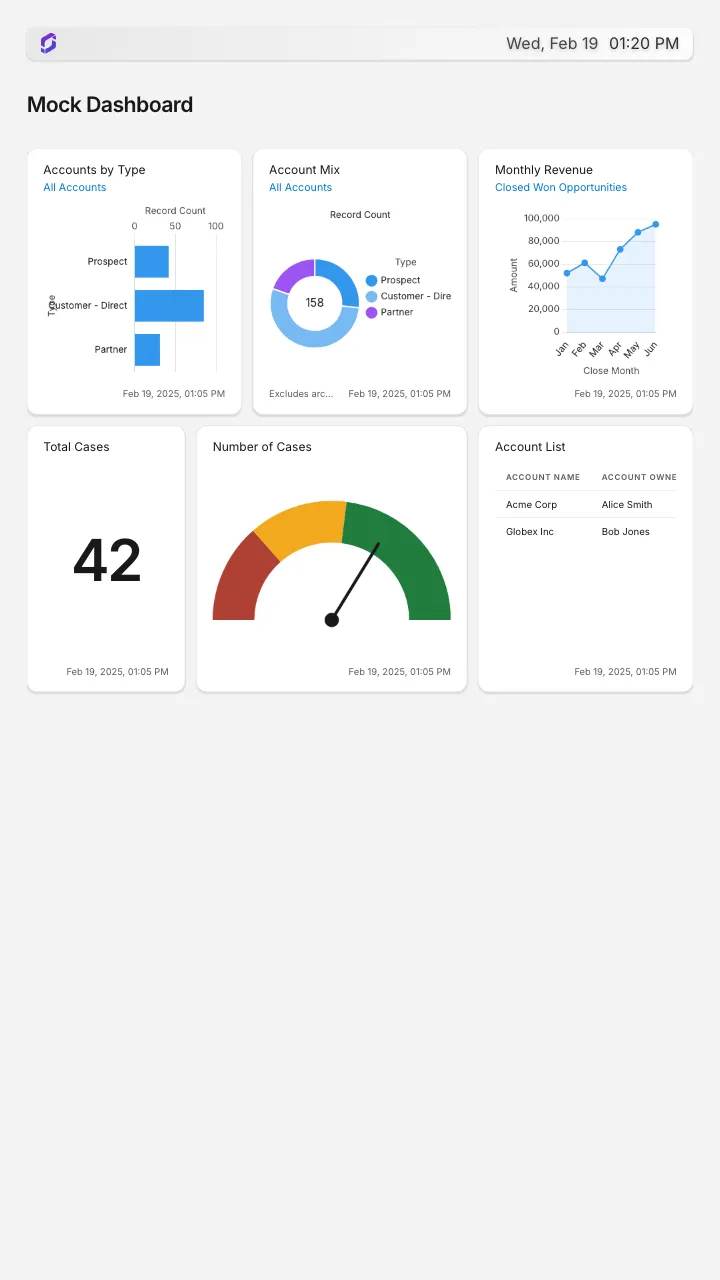 Wed, Feb 19 01:20 PM
Mock Dashboard
Accounts by Type
All Accounts
Record Count
0 50 100
Prospect
Customer - Direct
Partner
Type
Feb 19, 2025, 01:05 PM
Account Mix
All Accounts
Record Count
158
Type
Prospect
Customer - Dire
Partner
Excludes arc... Feb 19, 2025, 01:05 PM
Monthly Revenue
Closed Won Opportunities
100,000
80,000
60,000
40,000
20,000
0
Amount
Jan Feb Mar Apr May Jun
Close Month
Feb 19, 2025, 01:05 PM
Total Cases
42
Feb 19, 2025, 01:05 PM
Number of Cases
Feb 19, 2025, 01:05 PM
Account List
ACCOUNT NAME ACCOUNT OWNE
Acme Corp Alice Smith
Globex Inc Bob Jones
Feb 19, 2025, 01:05 PM